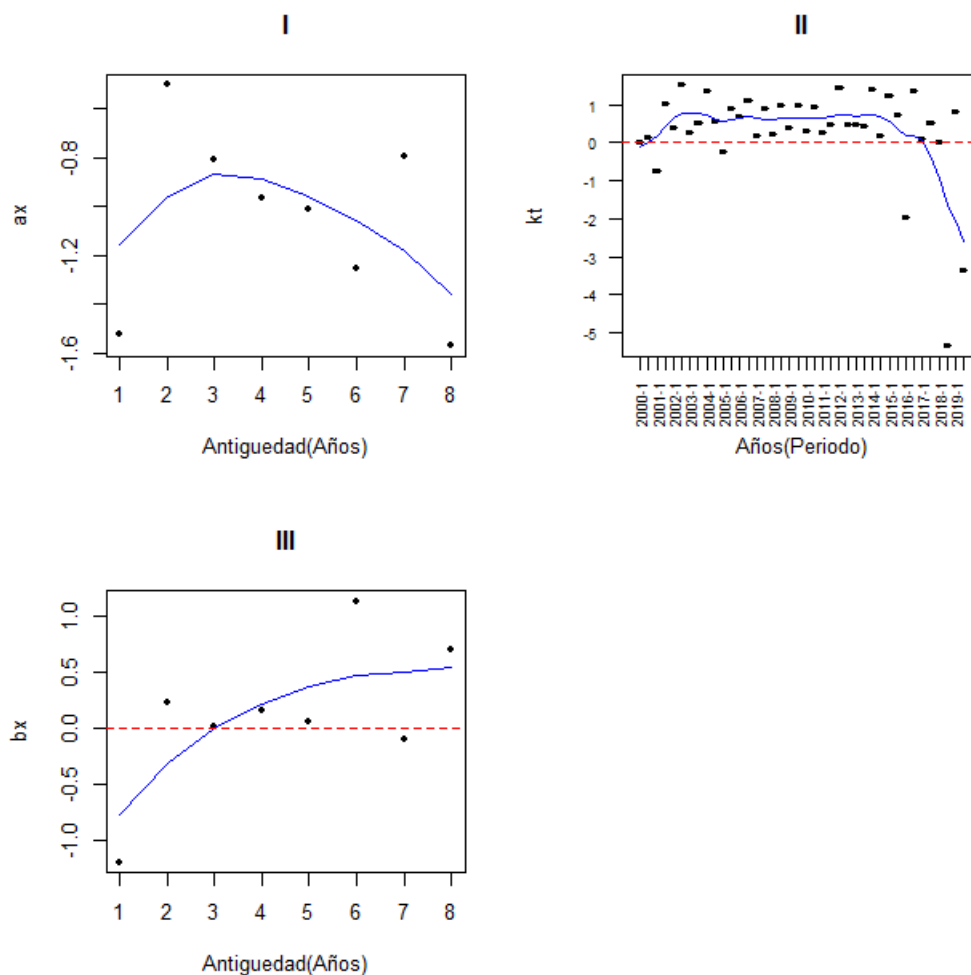 I
ax
-0.8
-1.2
-1.6
1 2 3 4 5 6 7 8
Antiguedad(Años)
II
kt
1
0
-1
-2
-3
-4
-5
2000-1 2001-1 2002-1 2003-1 2004-1 2005-1 2006-1 2007-1 2008-1 2009-1 2010-1 2011-1 2012-1 2013-1 2014-1 2015-1 2016-1 2017-1 2018-1 2019-1
Años(Periodo)
III
bx
1.0
0.5
0.0
-0.5
-1.0
1 2 3 4 5 6 7 8
Antiguedad(Años)